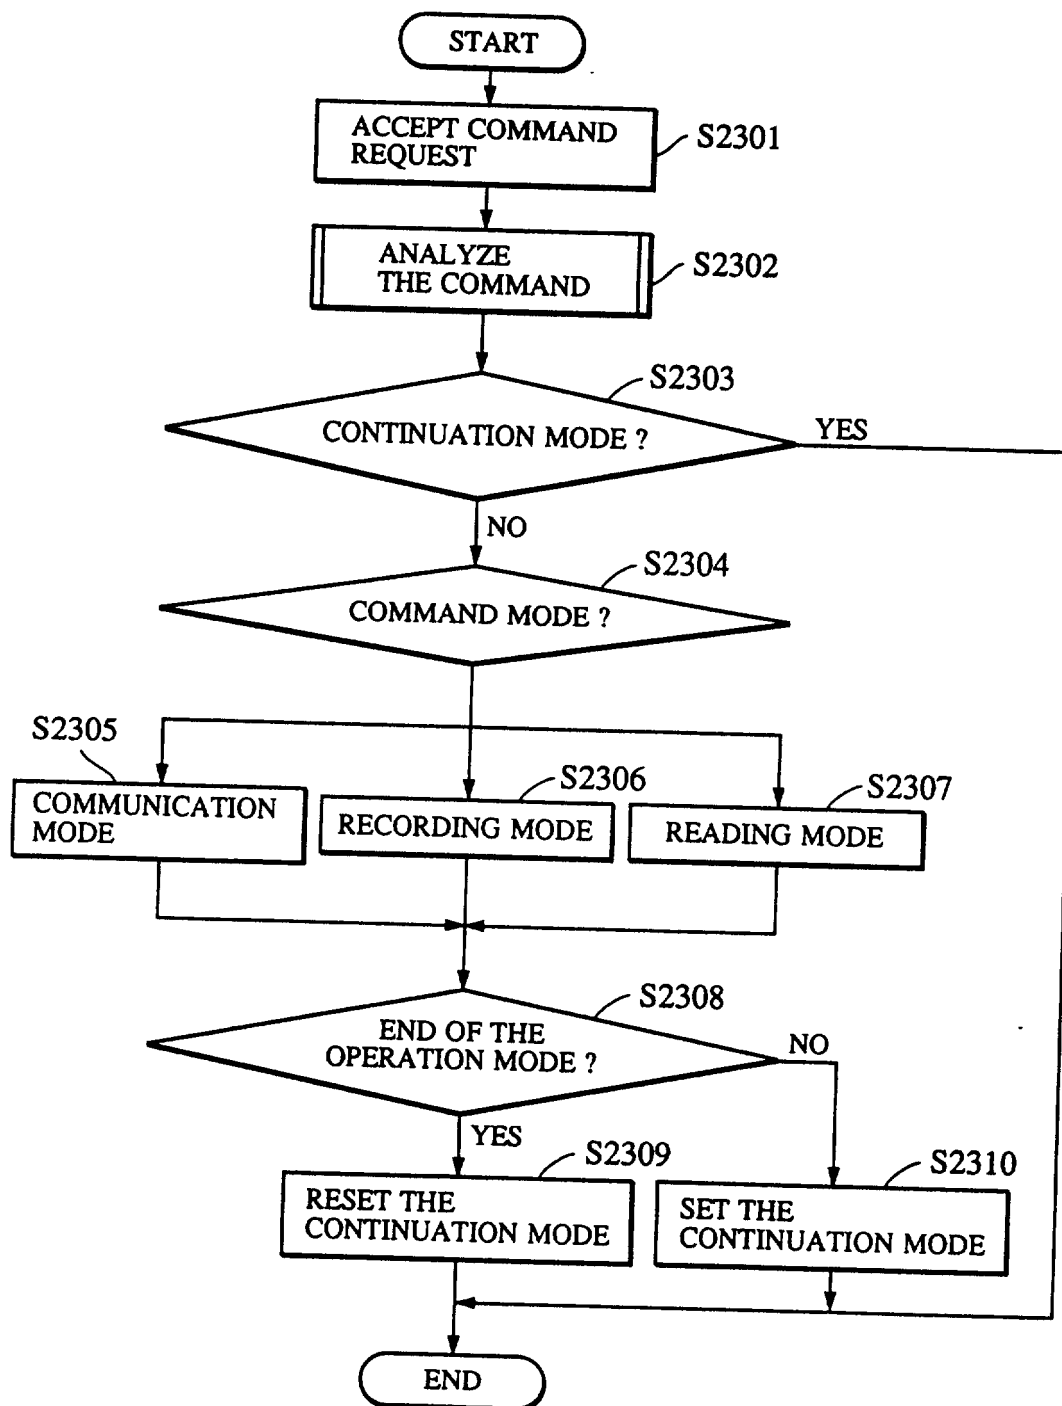 START
ACCEPT COMMAND
REQUEST
S2301
ANALYZE
THE COMMAND
S2302
S2303
CONTINUATION MODE ?
YES
NO
S2304
COMMAND MODE ?
S2305
COMMUNICATION
MODE
S2306
RECORDING MODE
S2307
READING MODE
S2308
END OF THE
OPERATION MODE ?
NO
YES
S2309
RESET THE
CONTINUATION MODE
S2310
SET THE
CONTINUATION MODE
END